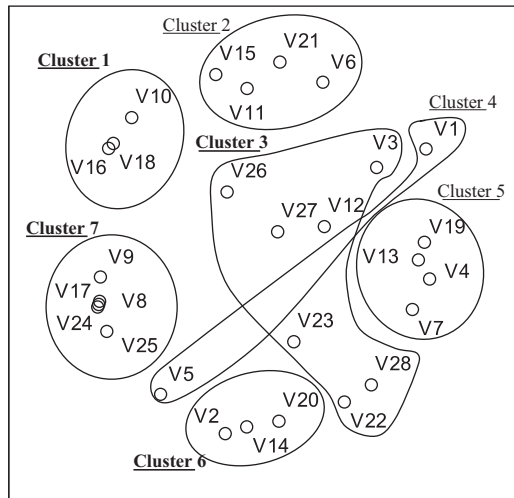 Cluster 2
V15
V21
V6
V11
Cluster 1
V10
V16
V18
Cluster 4
V1
Cluster 3
V3
V26
V27
V12
Cluster 5
V19
V13
V4
V7
Cluster 7
V9
V17
V8
V24
V25
V23
V28
V22
V5
V20
V2
V14
Cluster 6